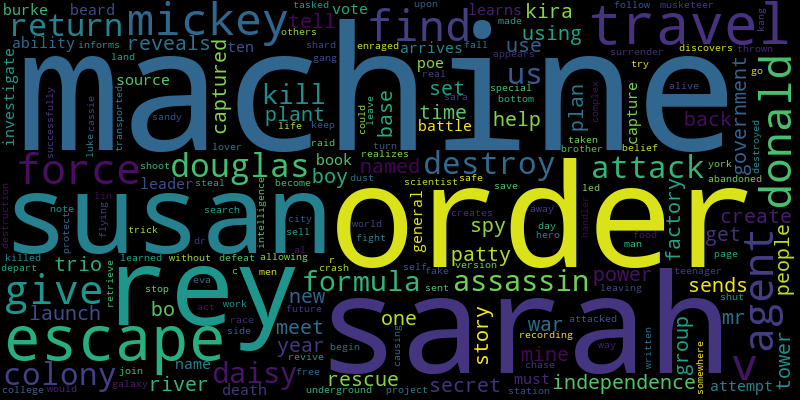 burke beard return mickey tell find vote learns kira tasked others upon made travel follow musketeer kang
ability informs reveals ten shard gang enraged fall arrives use using appears surrender discovers thrown
investigate land source captured kill us real poe set special bottom plan try go alive
machine
successfully luke cassie transported sandy plant life could leave base time sara battle help capture complex back government destroyed donald
lover keep raid turn realizes taken brother belief york abandoned
force shoot douglas book boy dust named destroy scientist safe attack
leader steal intelligence become save led
destruction note protects lin flying search trick dr city sell world fight general creates away spy day hero handler man food factory create get page people
susan order
killed learned without defeat allowing al patty version power teenager agent
depart trio retrieve c men r crash self fake sends
give rey formula sent assassin leaving shut
launch bo stop eva work new causing one story recording war attacked mr
escape act race future meet begin chase way written group somewhere tower
side year mine
sarah v
colony join name daisy revive free rescue secret must independence attempt
college would galaxy river death underground project station